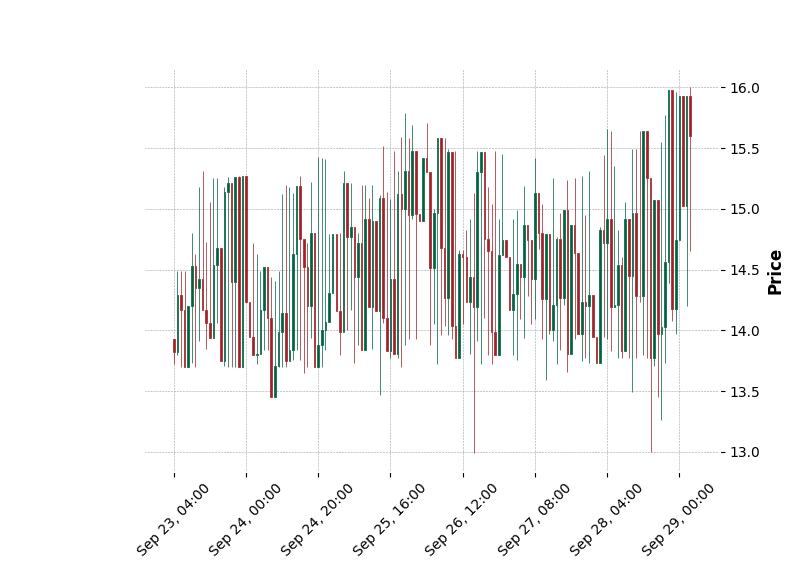 16.0
15.5
15.0
14.5
14.0
13.5
13.0
Price
Sep 23, 04:00
Sep 24, 00:00
Sep 24, 20:00
Sep 25, 16:00
Sep 26, 12:00
Sep 27, 08:00
Sep 28, 04:00
Sep 29, 00:00